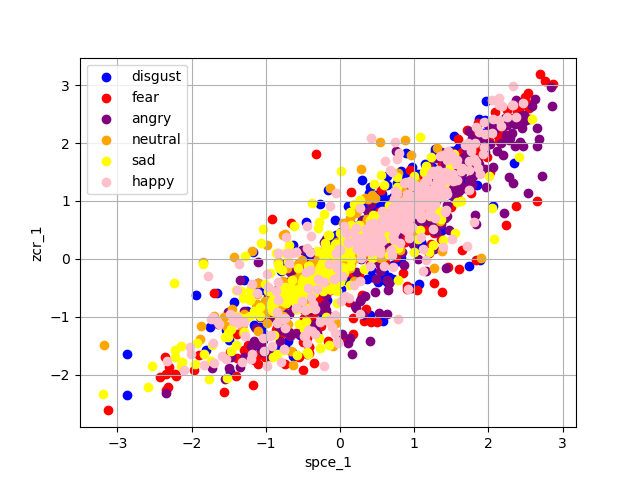 disgust
fear
angry
neutral
sad
happy
zcr_1
3
2
1
0
−1
−2
−3 −2 −1 0 1 2 3
spce_1